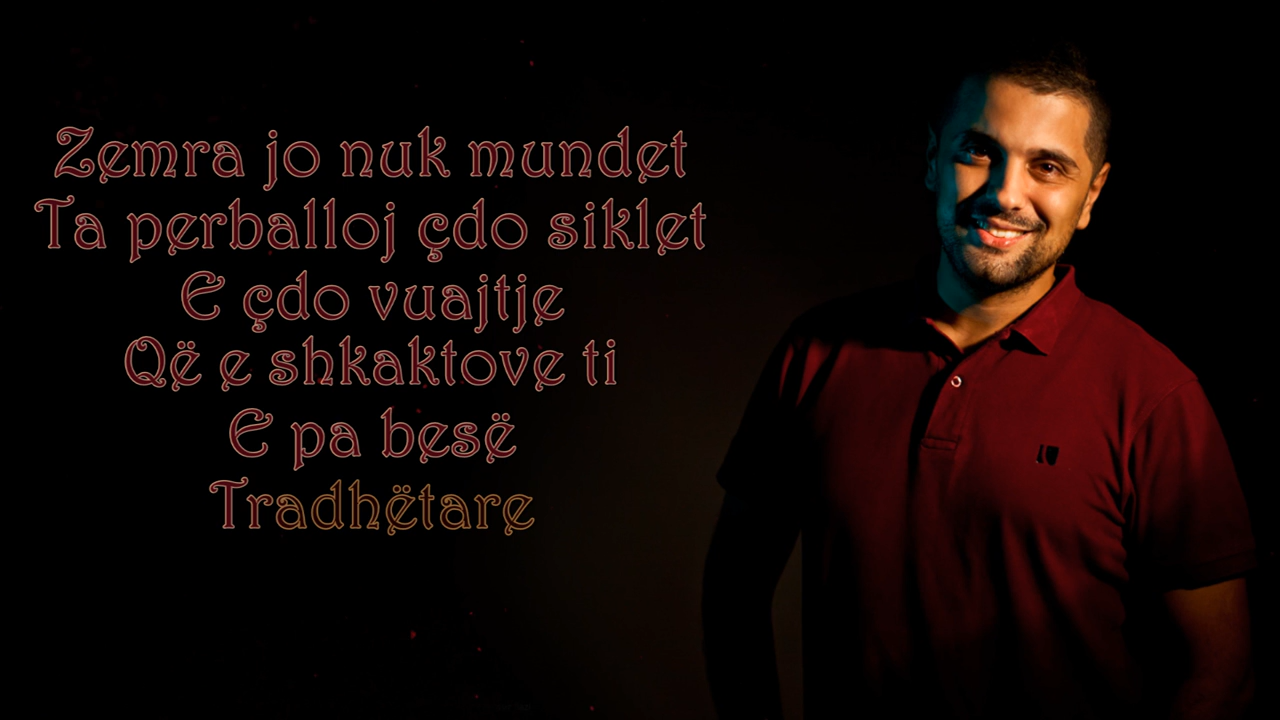 Zemra jo nuk mundet
Ta perballoj çdo siklet
E çdo vuajtje
Që e shkaktove ti
E pa besë
Tradhëtare